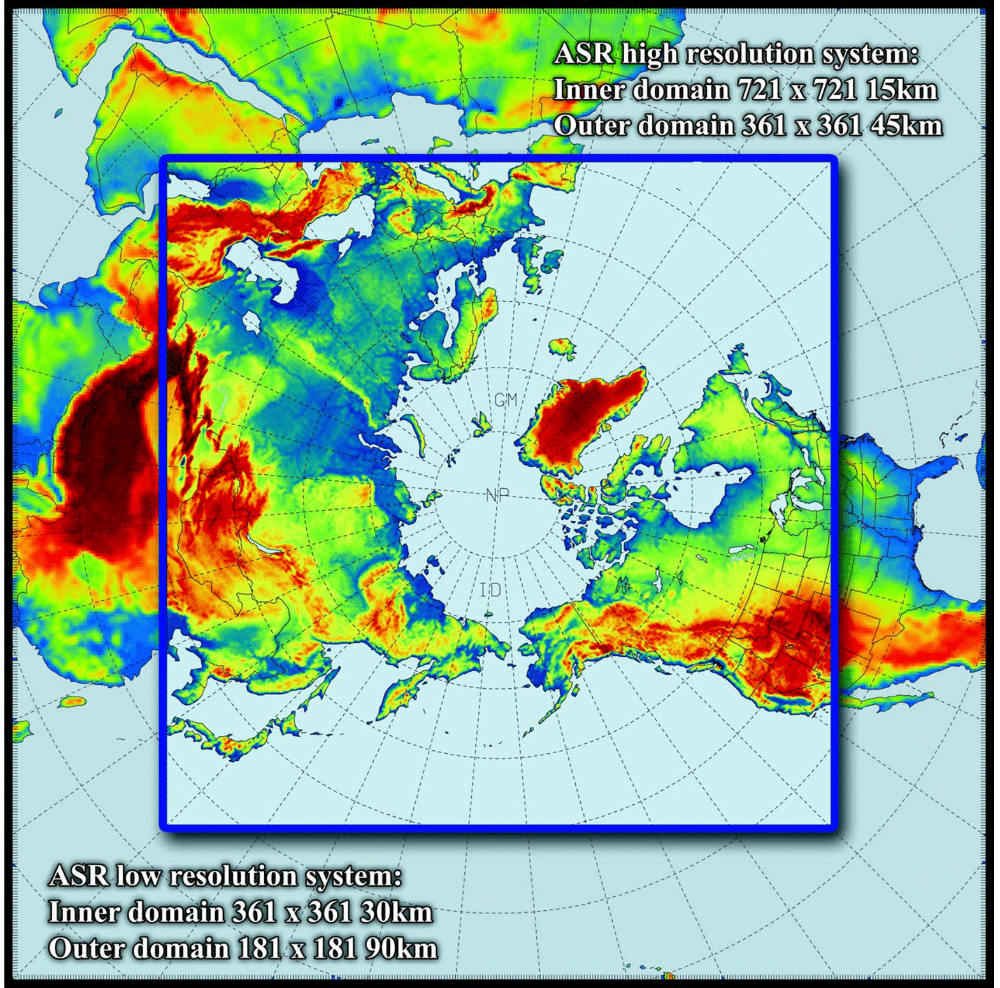 ASR high resolution system:
Inner domain 721 x 721 15km
Outer domain 361 x 361 45km
GM
NP
ID
ASR low resolution system:
Inner domain 361 x 361 30km
Outer domain 181 x 181 90km